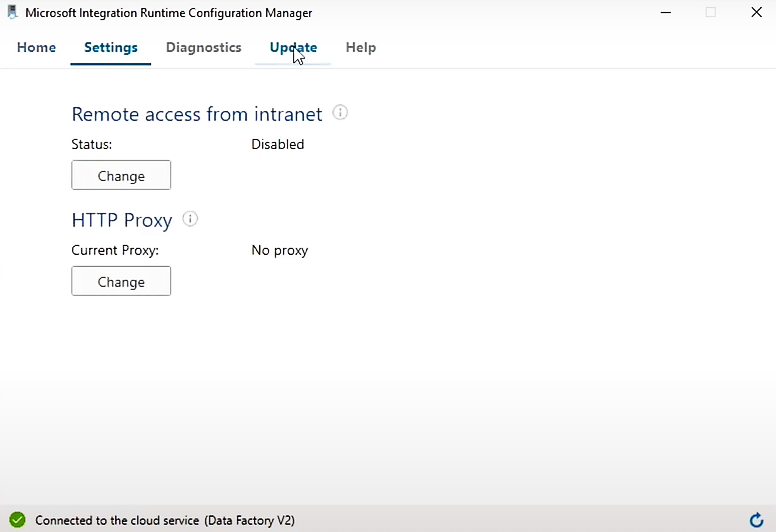 Microsoft Integration Runtime Configuration Manager
Home Settings Diagnostics Update Help
Remote access from intranet
Status: Disabled
Change
HTTP Proxy
Current Proxy: No proxy
Change
Connected to the cloud service (Data Factory V2)